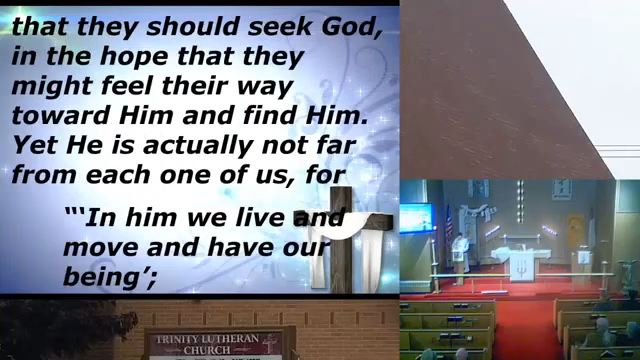 that they should seek God,
in the hope that they
might feel their way
toward Him and find Him.
Yet He is actually not far
from each one of us, for
“‘In him we live and
move and have our
being’;
TRINITY LUTHERAN
CHURCH